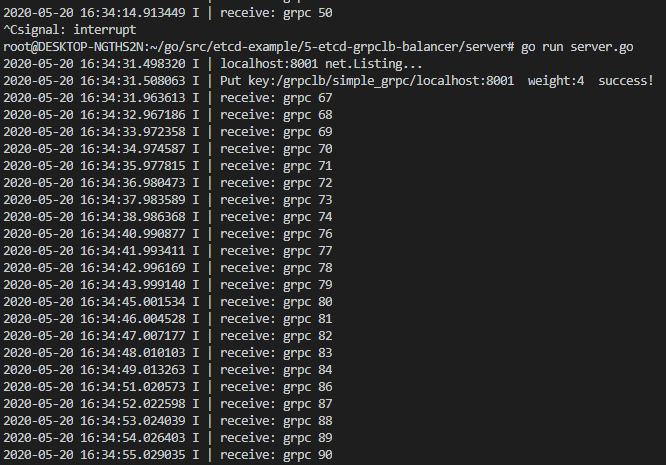 2020-05-20 16:34:14.913449 I | receive: grpc 50
^Csignal: interrupt
root@DESKTOP-NGTHS2N:~/go/src/etcd-example/5-etcd-grpclb-balancer/server# go run server.go
2020-05-20 16:34:31.498320 I | localhost:8001 net.Listing...
2020-05-20 16:34:31.508063 I | Put key:/grpclb/simple_grpc/localhost:8001  weight:4  success!
2020-05-20 16:34:31.963613 I | receive: grpc 67
2020-05-20 16:34:32.967186 I | receive: grpc 68
2020-05-20 16:34:33.972358 I | receive: grpc 69
2020-05-20 16:34:34.974587 I | receive: grpc 70
2020-05-20 16:34:35.977815 I | receive: grpc 71
2020-05-20 16:34:36.980473 I | receive: grpc 72
2020-05-20 16:34:37.983589 I | receive: grpc 73
2020-05-20 16:34:38.986368 I | receive: grpc 74
2020-05-20 16:34:40.990877 I | receive: grpc 76
2020-05-20 16:34:41.993411 I | receive: grpc 77
2020-05-20 16:34:42.996169 I | receive: grpc 78
2020-05-20 16:34:43.999140 I | receive: grpc 79
2020-05-20 16:34:45.001534 I | receive: grpc 80
2020-05-20 16:34:46.004528 I | receive: grpc 81
2020-05-20 16:34:47.007177 I | receive: grpc 82
2020-05-20 16:34:48.010103 I | receive: grpc 83
2020-05-20 16:34:49.013263 I | receive: grpc 84
2020-05-20 16:34:51.020573 I | receive: grpc 86
2020-05-20 16:34:52.022598 I | receive: grpc 87
2020-05-20 16:34:53.024039 I | receive: grpc 88
2020-05-20 16:34:54.026403 I | receive: grpc 89
2020-05-20 16:34:55.029035 I | receive: grpc 90